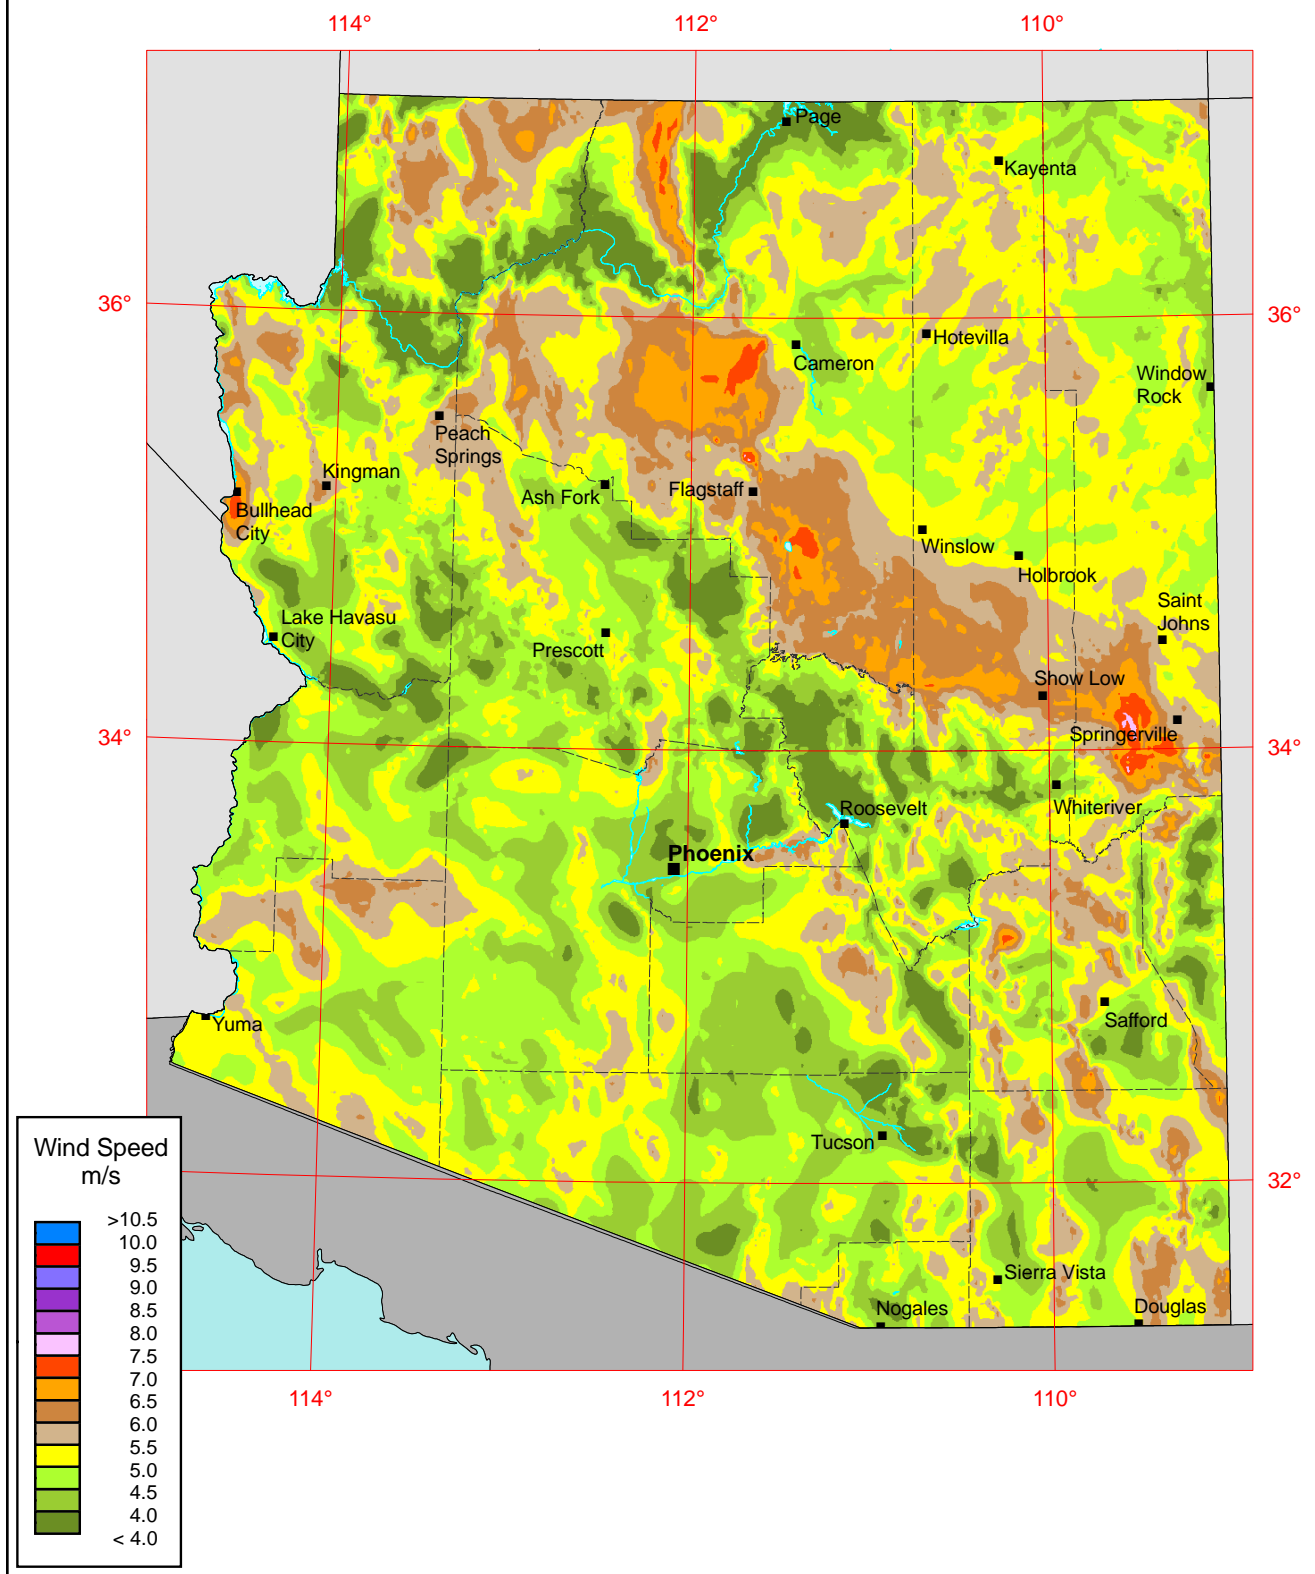 114°
112°
110°
Page
Kayenta
36°
36°
Hotevilla
Cameron
Window
Rock
Peach
Springs
Kingman
Ash Fork
Flagstaff
Bullhead
City
Winslow
Holbrook
Saint
Johns
Lake Havasu
City
Prescott
Show Low
34°
Springerville
34°
Whiteriver
Roosevelt
Phoenix
Safford
Yuma
Tucson
Wind Speed
m/s
32°
>10.5
10.0
9.5
9.0
8.5
8.0
7.5
7.0
6.5
6.0
5.5
5.0
4.5
4.0
< 4.0
Sierra Vista
Nogales
Douglas
114°
112°
110°